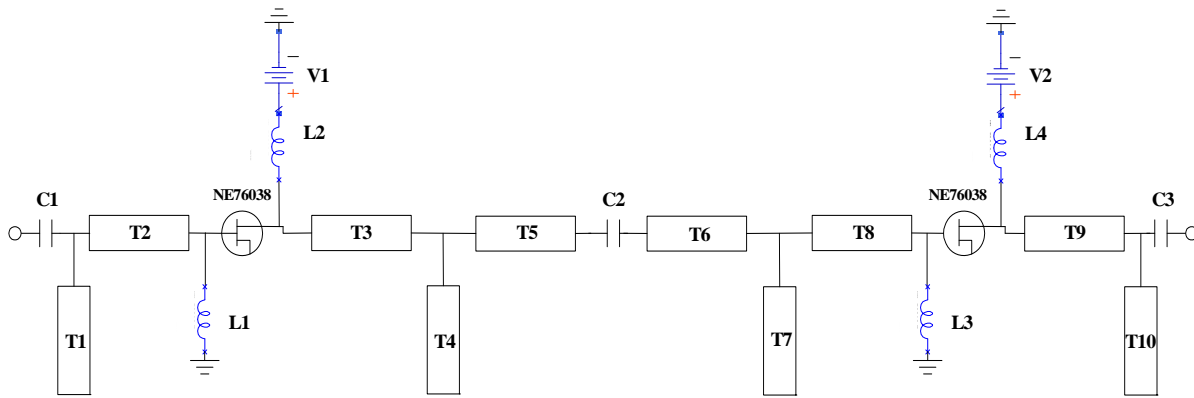 −
−
V1
V2
+
+
L2
L4
NE76038
NE76038
C1
C2
C3
T2
T3
T5
T6
T8
T9
L1
L3
T1
T4
T7
T10